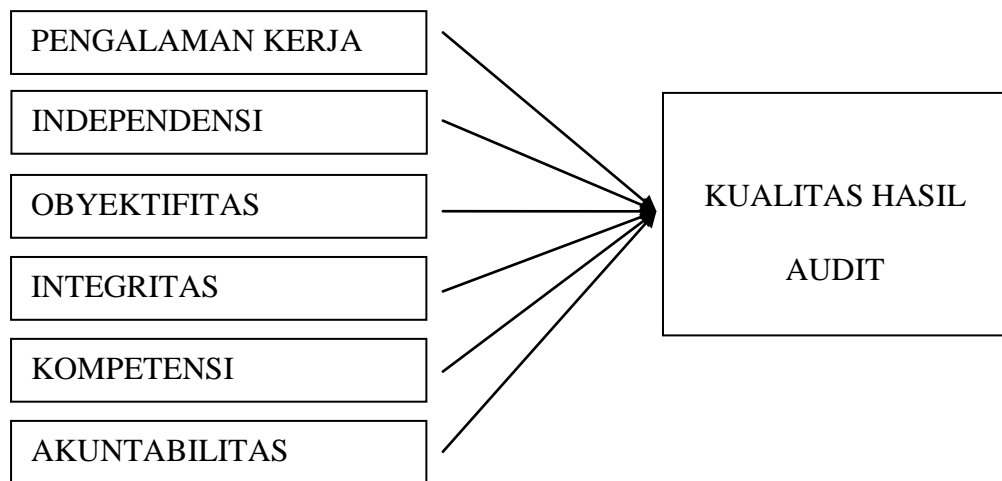 PENGALAMAN KERJA
INDEPENDENSI
OBYEKTIFITAS
INTEGRITAS
KOMPETENSI
AKUNTABILITAS
KUALITAS HASIL
AUDIT